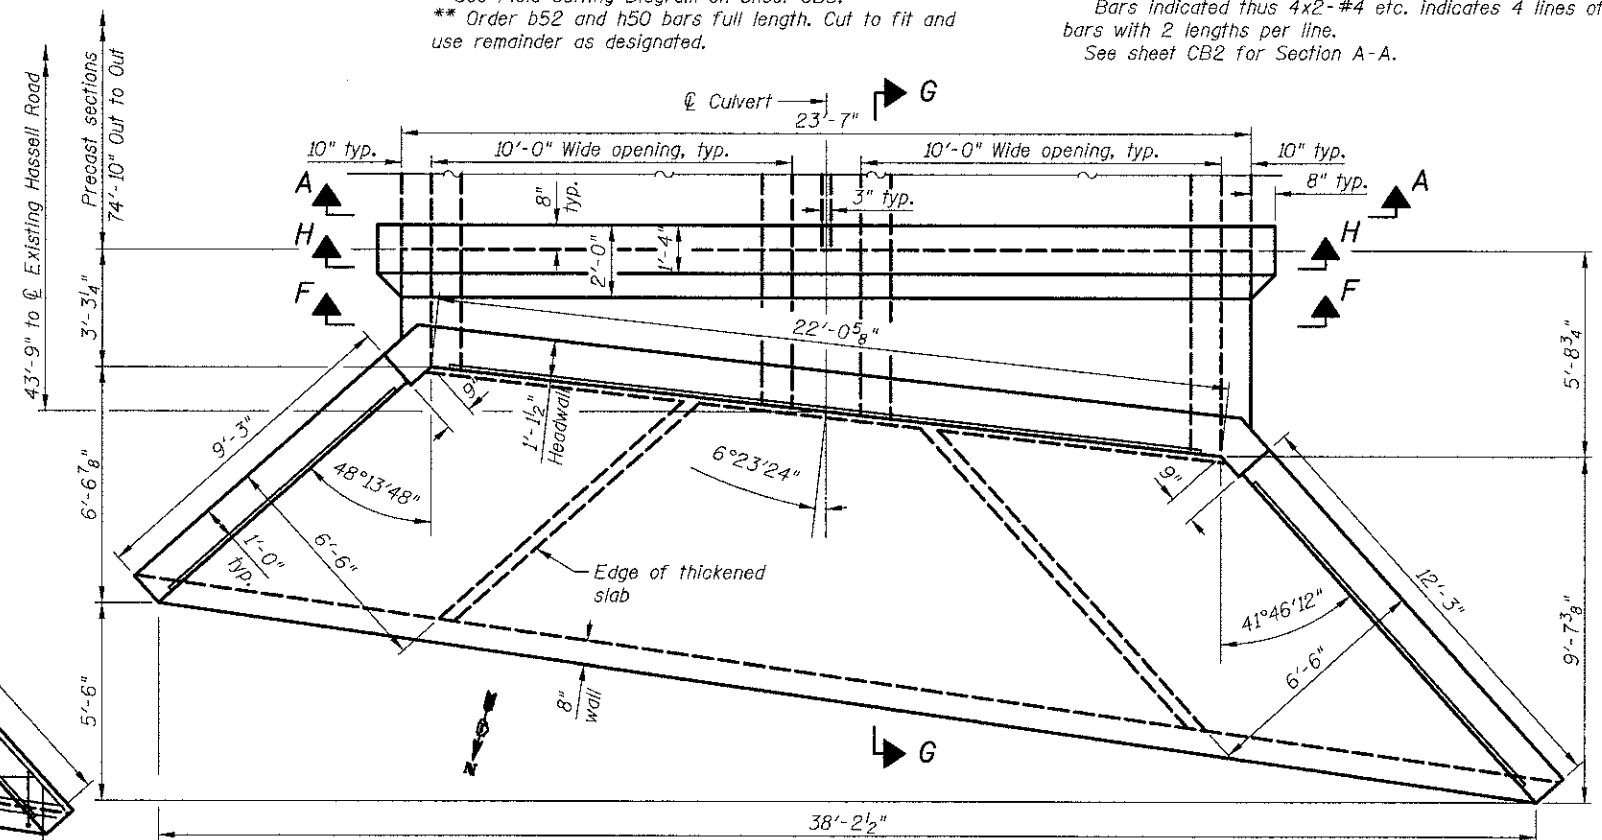 ** Order b52 and h50 bars full length. Cut to fit and
use remainder as designated.
Bars indicated thus 4x2-#4 etc. indicates 4 lines of
bars with 2 lengths per line.
See sheet CB2 for Section A-A.
43'-9" to ℄ Existing Hassell Road
Precast sections
74'-10" Out to Out
℄ Culvert
G
23'-7"
10" typ.
10'-0" Wide opening, typ.
10'-0" Wide opening, typ.
10" typ.
A
8" typ.
3" typ.
8" typ.
A
H
2'-0"
1'-4"
H
F
F
3'-3¼"
22'-0⅝"
5'-8¾"
9"
1'-1½"
Headwall
9'-3"
48°13'48"
6°23'24"
9"
6'-6⅞"
1'-0"
typ.
6'-6"
Edge of thickened
slab
12'-3"
41°46'12"
6'-6"
9'-7⅜"
5'-6"
8"
wall
N
G
38'-2½"